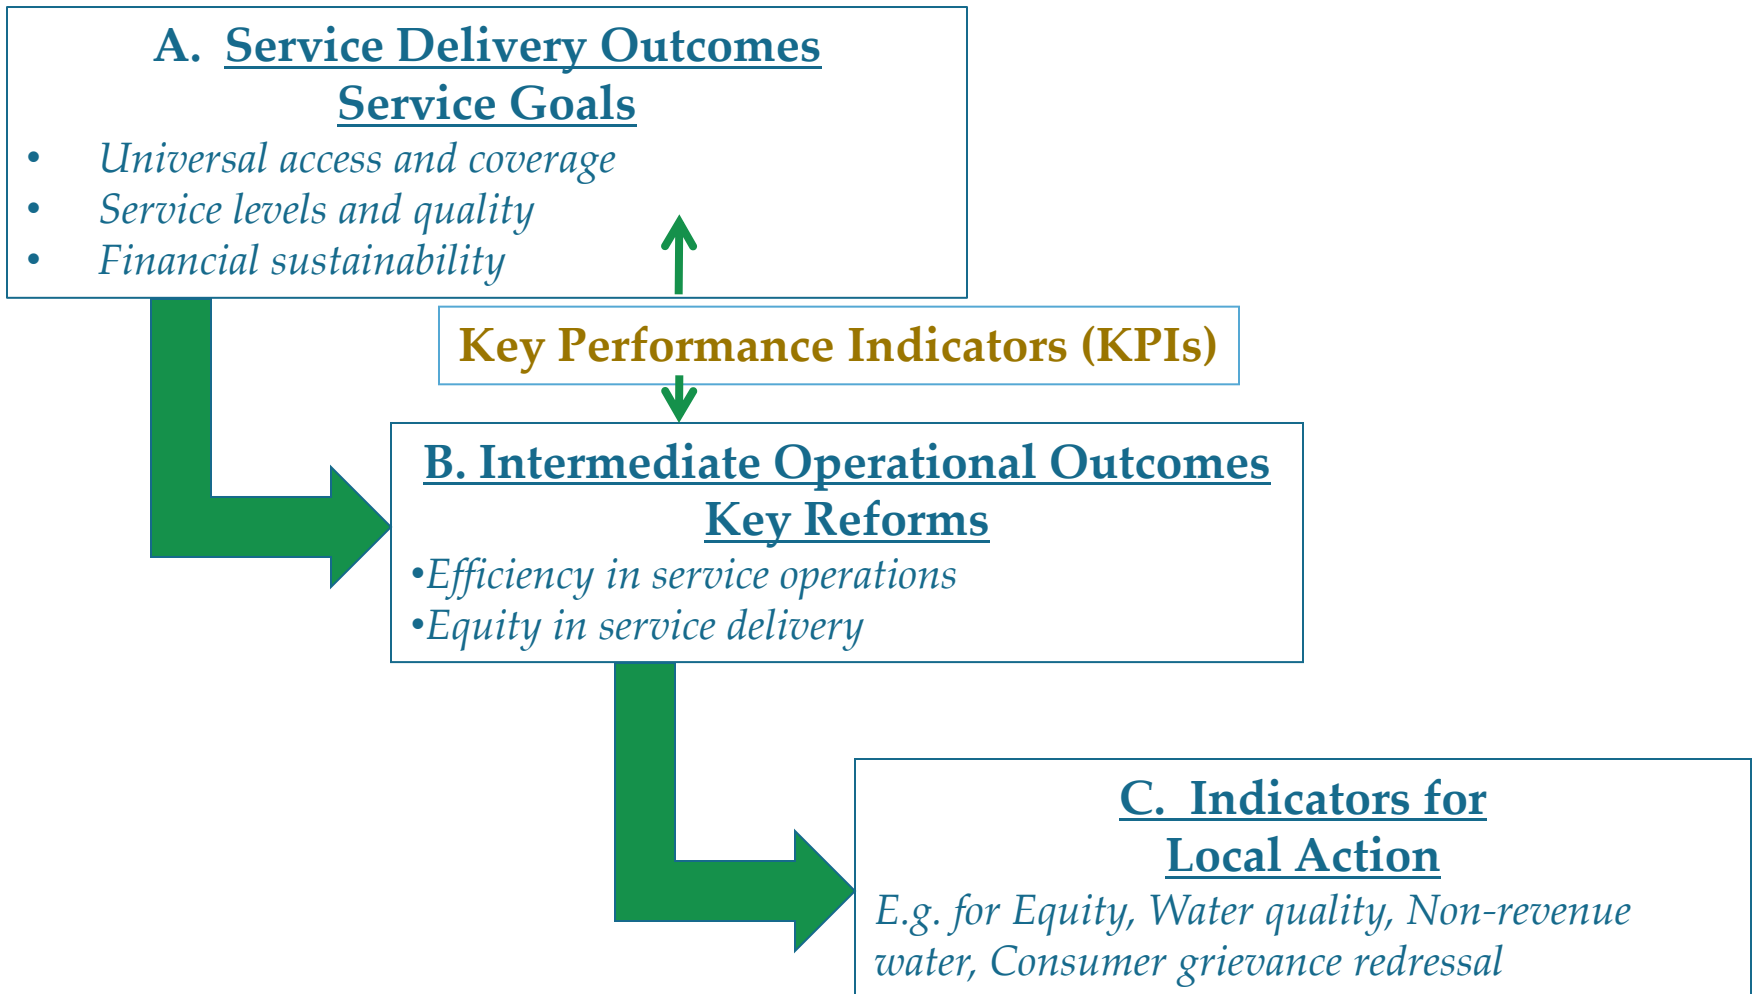 A. Service Delivery Outcomes
Service Goals
• Universal access and coverage
• Service levels and quality
• Financial sustainability
Key Performance Indicators (KPIs)
B. Intermediate Operational Outcomes
Key Reforms
•Efficiency in service operations
•Equity in service delivery
C. Indicators for
Local Action
E.g. for Equity, Water quality, Non-revenue
water, Consumer grievance redressal